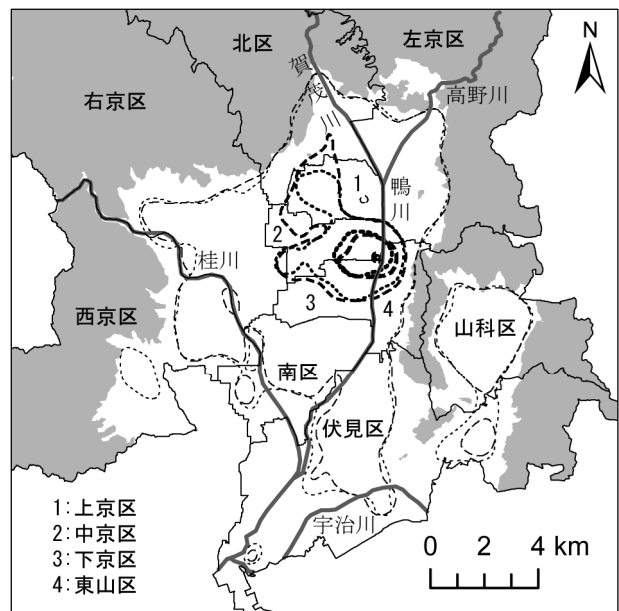 北区
左京区
N
賀茂川
高野川
右京区
1
鴨川
2
桂川
3
4
西京区
山科区
南区
伏見区
1:上京区
2:中京区
3:下京区
4:東山区
宇治川
0 2 4 km